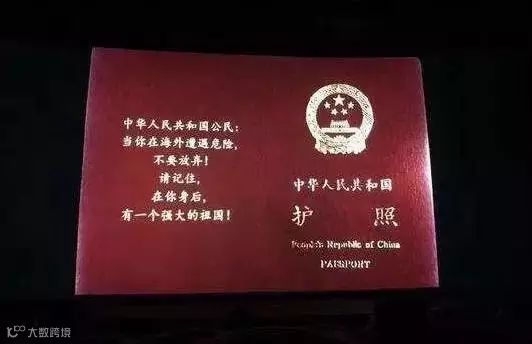 中华人民共和国公民:
当你在海外遭遇危险,
不要放弃!
请记住,
在你身后,
有一个强大的祖国!
中华人民共和国
护 照
People's Republic of China
PASSPORT
大数跨境